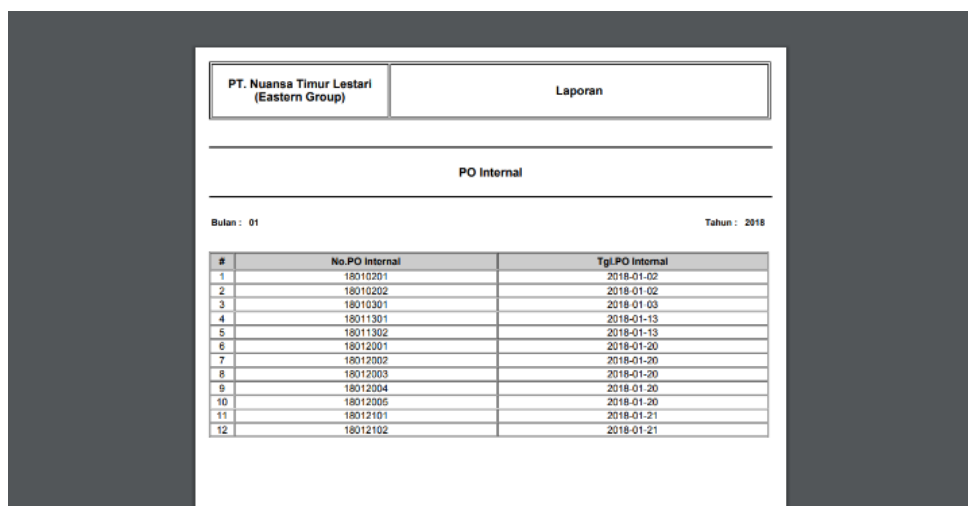 PT. Nuansa Timur Lestari
(Eastern Group)
Laporan
PO Internal
Bulan : 01 Tahun : 2018
# No.PO Internal Tgl.PO Internal
1 18010201 2018-01-02
2 18010202 2018-01-02
3 18010301 2018-01-03
4 18011301 2018-01-13
5 18011302 2018-01-13
6 18012001 2018-01-20
7 18012002 2018-01-20
8 18012003 2018-01-20
9 18012004 2018-01-20
10 18012005 2018-01-20
11 18012101 2018-01-21
12 18012102 2018-01-21